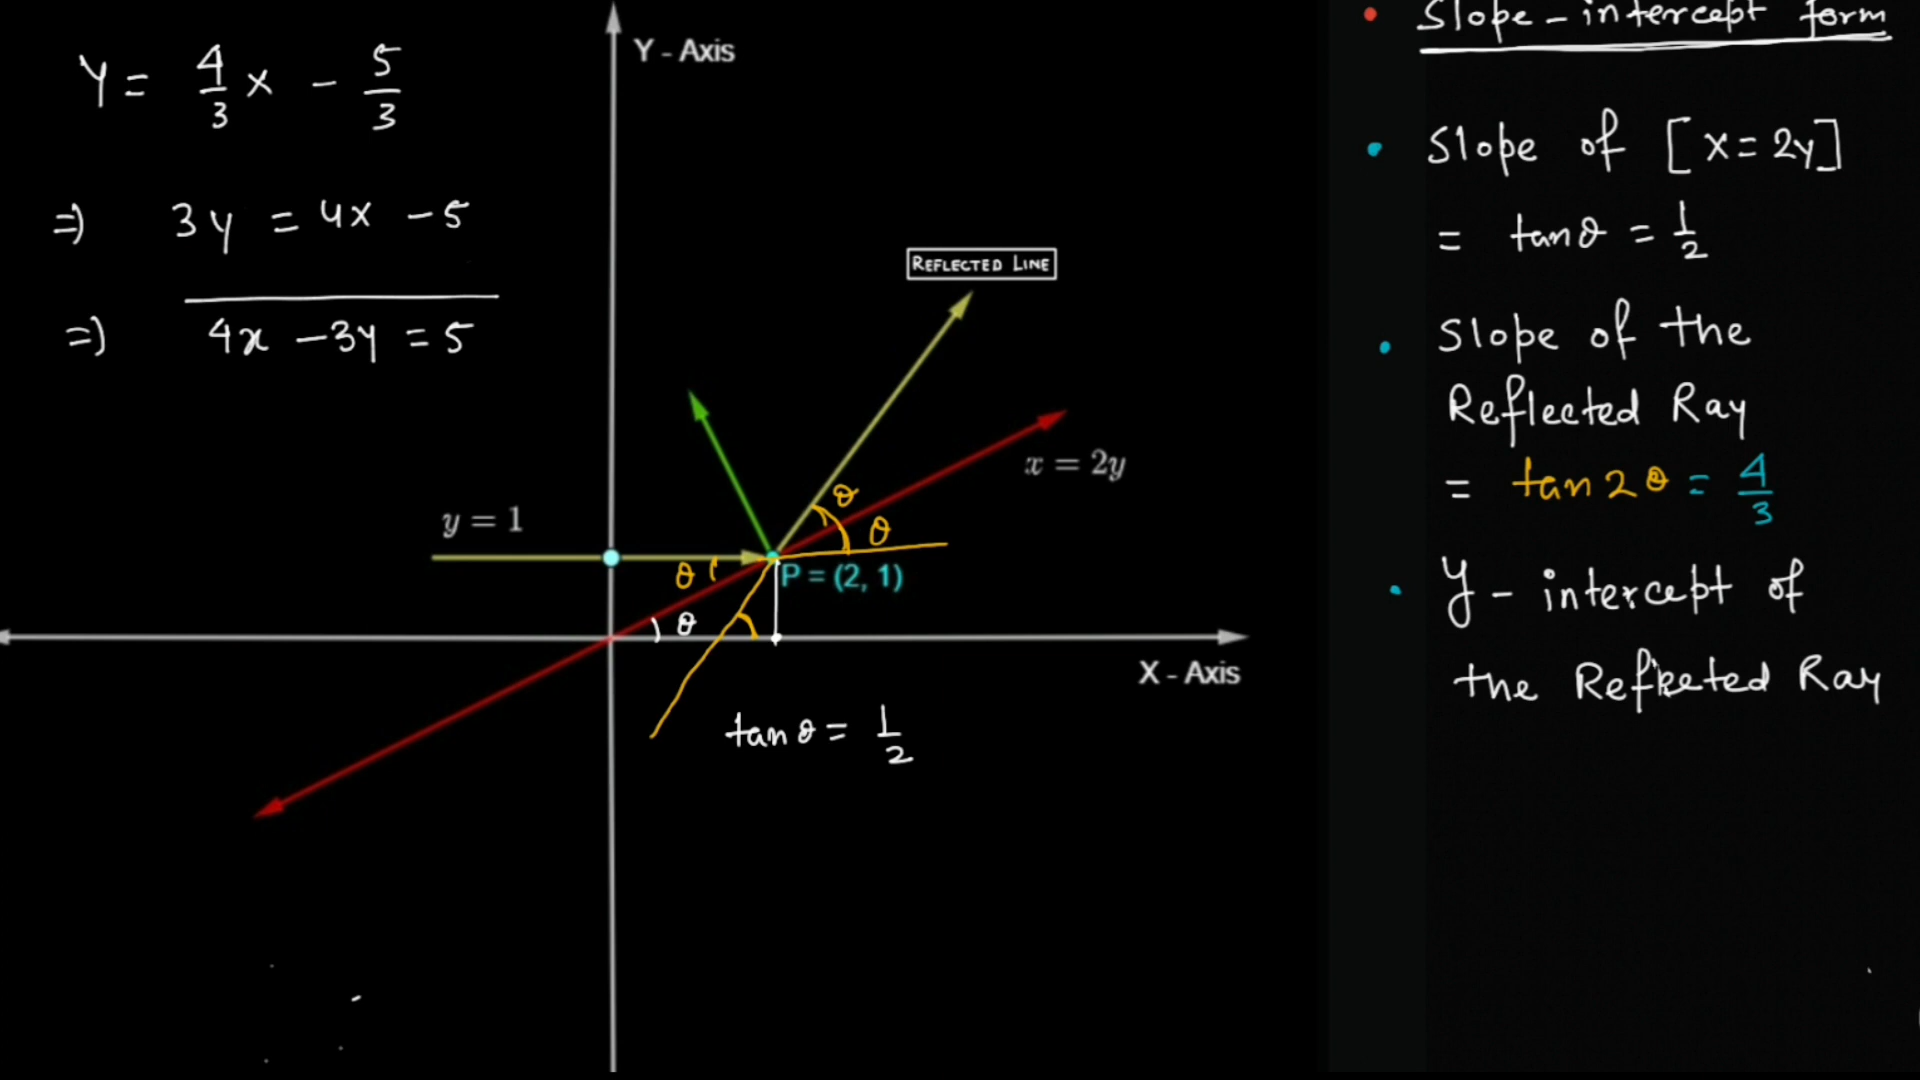 Y = 4/3 x - 5/3
⇒ 3y = 4x - 5
⇒ 4x - 3y = 5
Y - Axis
REFLECTED LINE
x = 2y
y = 1
θ
θ
θ
P = (2, 1)
θ
X - Axis
tan θ = 1/2
• Slope - intercept form
• Slope of [x = 2y]
= tan θ = 1/2
• Slope of the
Reflected Ray
= tan 2θ = 4/3
• Y - intercept of
the Reflected Ray